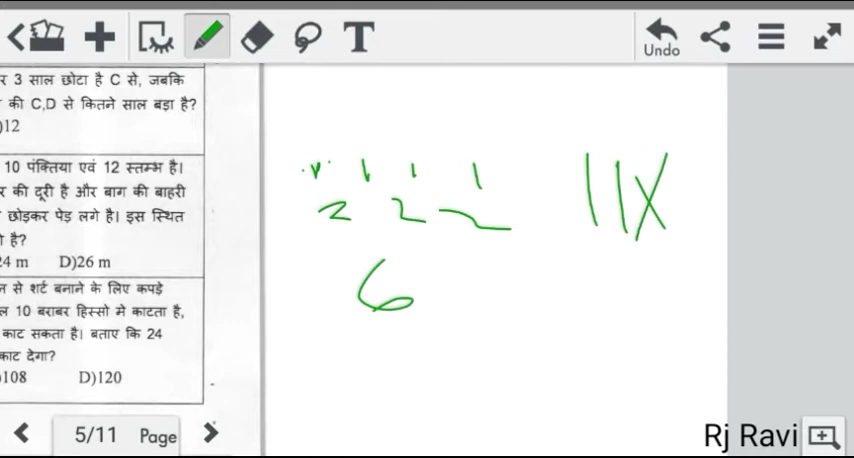 T
Undo
र 3 साल छोटा है C से, जबकि
की C,D से कितने साल बड़ा है?
)12
10 पंक्तिया एवं 12 स्तम्भ है।
र की दूरी है और बाग की बाहरी
छोड़कर पेड़ लगे है। इस स्थित
है?
24 m D)26 m
न से शर्ट बनाने के लिए कपड़े
ल 10 बराबर हिस्सो मे काटता है,
काट सकता है। बताए कि 24
काट देगा?
)108 D)120
2 2 2
6
5/11 Page
Rj Ravi